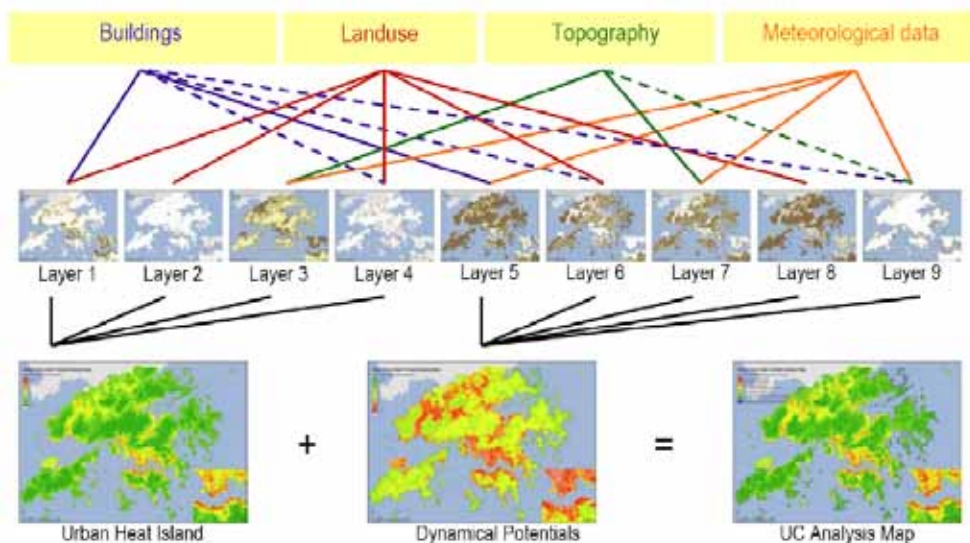 Buildings
Landuse
Topography
Meteorological data
Layer 1
Layer 2
Layer 3
Layer 4
Layer 5
Layer 6
Layer 7
Layer 8
Layer 9
+
=
Urban Heat Island
Dynamical Potentials
UC Analysis Map